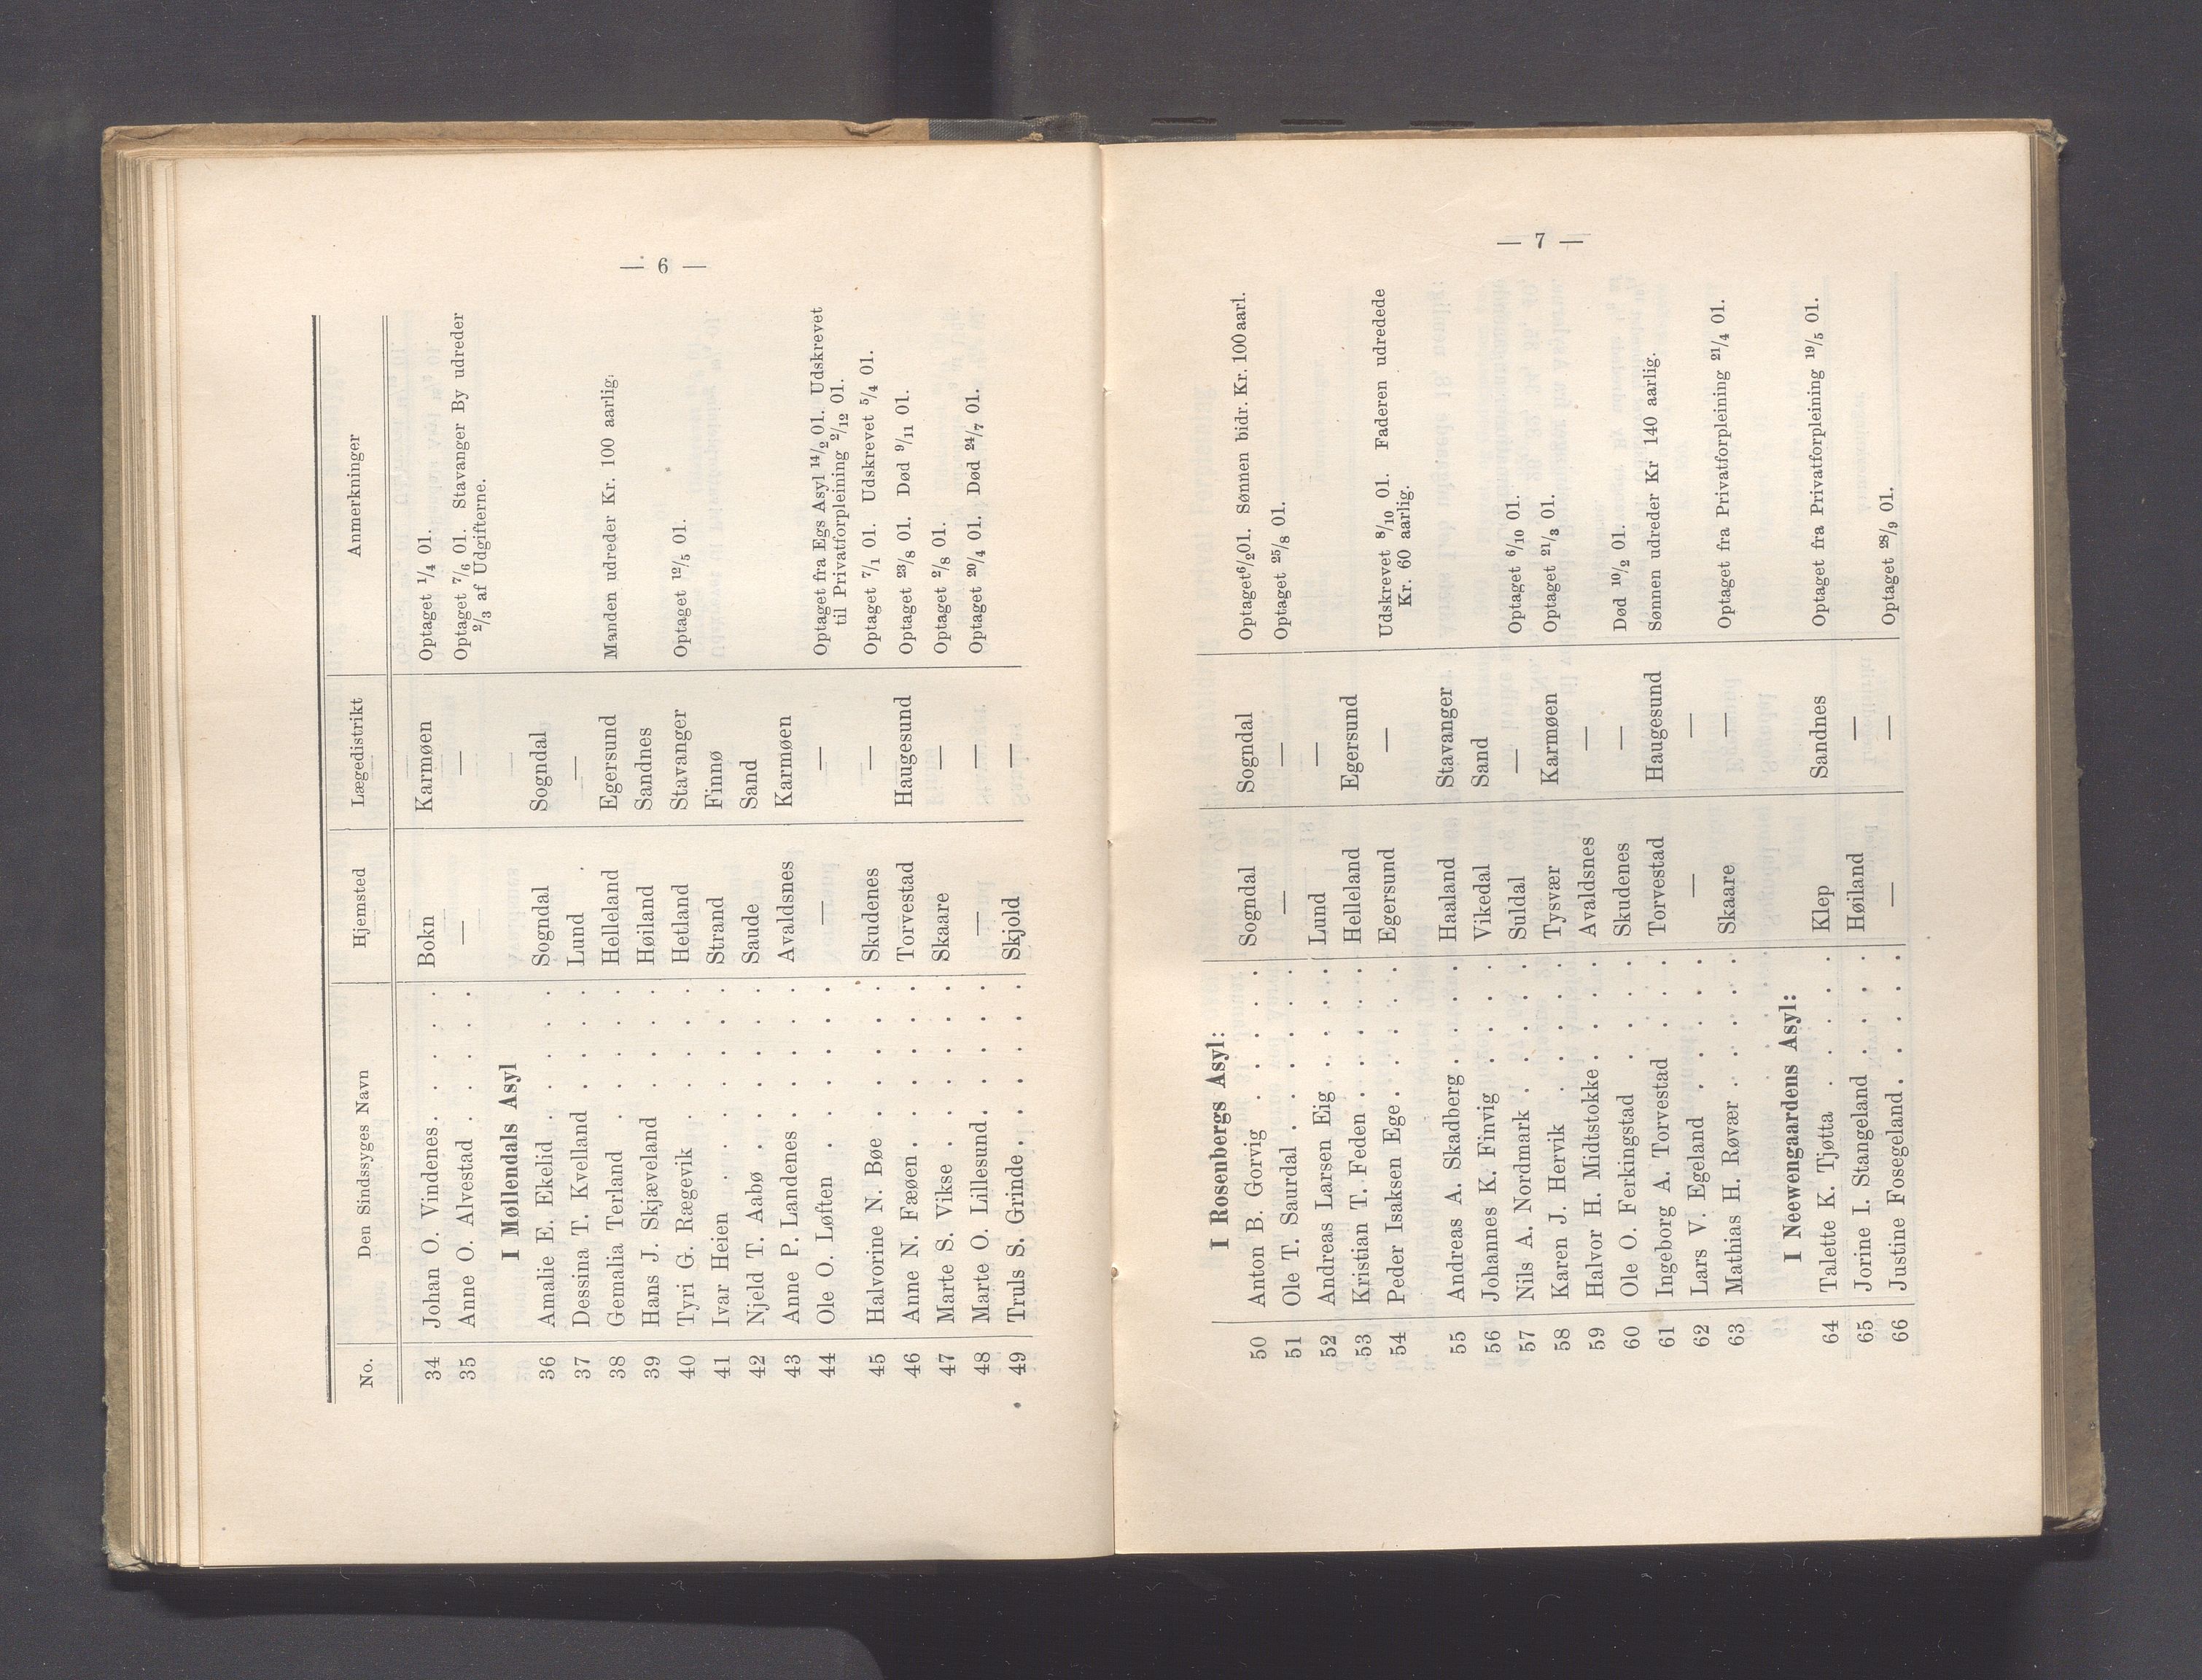 — 6 —
No. Den Sindssyges Navn Hjemsted Lægedistrikt Anmerkninger
34 Johan O. Vindenes . . . . Bokn Karmøen Optaget 1/4 01.
35 Anne O. Alvestad . . . . — — Optaget 7/6 01. Stavanger By udreder
2/3 af Udgifterne.
I Møllendals Asyl
36 Amalie E. Ekelid . . . . Sogndal Sogndal
37 Dessina T. Kvelland . . . . Lund —
38 Gemalia Terland . . . . Helleland Egersund Manden udreder Kr. 100 aarlig.
39 Hans J. Skjæveland . . . . Høiland Sandnes
40 Tyri G. Rægevik . . . . Hetland Stavanger Optaget 12/5 01.
41 Ivar Heien . . . . . Strand Finnø
42 Njeld T. Aabø . . . . . Saude Sand
43 Anne P. Landenes . . . . Avaldsnes Karmøen
44 Ole O. Løften . . . . . — — Optaget fra Egs Asyl 14/2 01. Udskrevet
til Privatforpleining 2/12 01.
45 Halvorine N. Bøe . . . . Skudenes — Optaget 7/1 01. Udskrevet 5/4 01.
46 Anne N. Fæøen . . . . . Torvestad Haugesund Optaget 23/8 01. Død 9/11 01.
47 Marte S. Vikse . . . . . Skaare — Optaget 2/8 01.
48 Marte O. Lillesund . . . . — — Optaget 20/4 01. Død 24/7 01.
49 Truls S. Grinde . . . . . Skjold —
— 7 —
I Rosenbergs Asyl:
50 Anton B. Gorvig . . . . . Sogndal Sogndal Optaget 6/2 01. Sønnen bidr. Kr. 100 aarl.
51 Ole T. Saurdal . . . . . — — Optaget 25/8 01.
52 Andreas Larsen Eig . . . . Lund —
53 Kristian T. Feden . . . . . Helleland Egersund
54 Peder Isaksen Ege . . . . . Egersund — Udskrevet 8/10 01. Faderen udredede
Kr. 60 aarlig.
55 Andreas A. Skadberg . . . . Haaland Stavanger
56 Johannes K. Finvig . . . . Vikedal Sand
57 Nils A. Nordmark . . . . Suldal — Optaget 6/10 01.
58 Karen J. Hervik . . . . Tysvær Karmøen Optaget 21/3 01.
59 Halvor H. Midtstokke . . . . Avaldsnes —
60 Ole O. Ferkingstad . . . . Skudenes — Død 10/2 01.
61 Ingeborg A. Torvestad . . . Torvestad Haugesund Sønnen udreder Kr 140 aarlig.
62 Lars V. Egeland . . . . — —
63 Mathias H. Røvær . . . . Skaare — Optaget fra Privatforpleining 21/4 01.
I Neewengaardens Asyl:
64 Talette K. Tjøtta . . . . Klep Sandnes Optaget fra Privatforpleining 19/5 01.
65 Jorine I. Stangeland . . . . Høiland —
66 Justine Fosegeland . . . . — — Optaget 28/9 01.